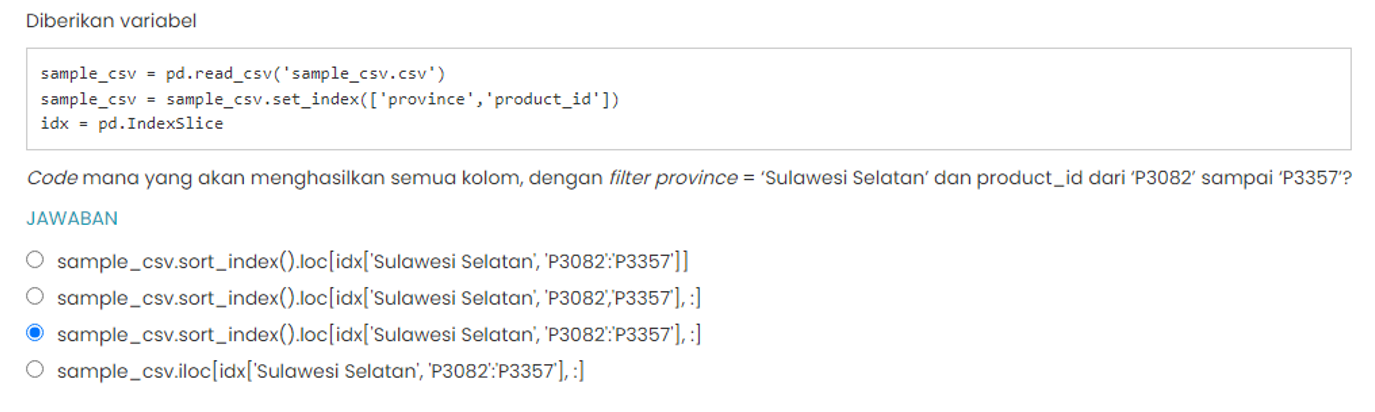 Diberikan variabel
sample_csv = pd.read_csv('sample_csv.csv')
sample_csv = sample_csv.set_index(['province','product_id'])
idx = pd.IndexSlice
Code mana yang akan menghasilkan semua kolom, dengan filter province = ‘Sulawesi Selatan’ dan product_id dari ‘P3082’ sampai ‘P3357’?
JAWABAN
sample_csv.sort_index().loc[idx['Sulawesi Selatan', 'P3082':'P3357']]
sample_csv.sort_index().loc[idx['Sulawesi Selatan', 'P3082','P3357'], :]
sample_csv.sort_index().loc[idx['Sulawesi Selatan', 'P3082':'P3357'], :]
sample_csv.iloc[idx['Sulawesi Selatan', 'P3082':'P3357'], :]